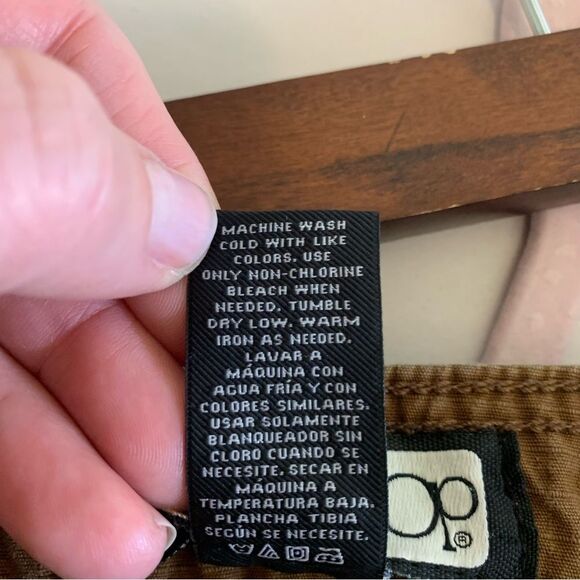 MACHINE WASH
COLD WITH LIKE
COLORS. USE
ONLY NON-CHLORINE
BLEACH WHEN
NEEDED. TUMBLE
DRY LOW. WARM
IRON AS NEEDED.
LAVAR A
MÁQUINA CON
AGUA FRÍA Y CON
COLORES SIMILARES.
USAR SOLAMENTE
BLANQUEADOR SIN
CLORO CUANDO SE
NECESITE. SECAR EN
MÁQUINA A
TEMPERATURA BAJA.
PLANCHA TIBIA
SEGÚN SE NECESITE.
op®